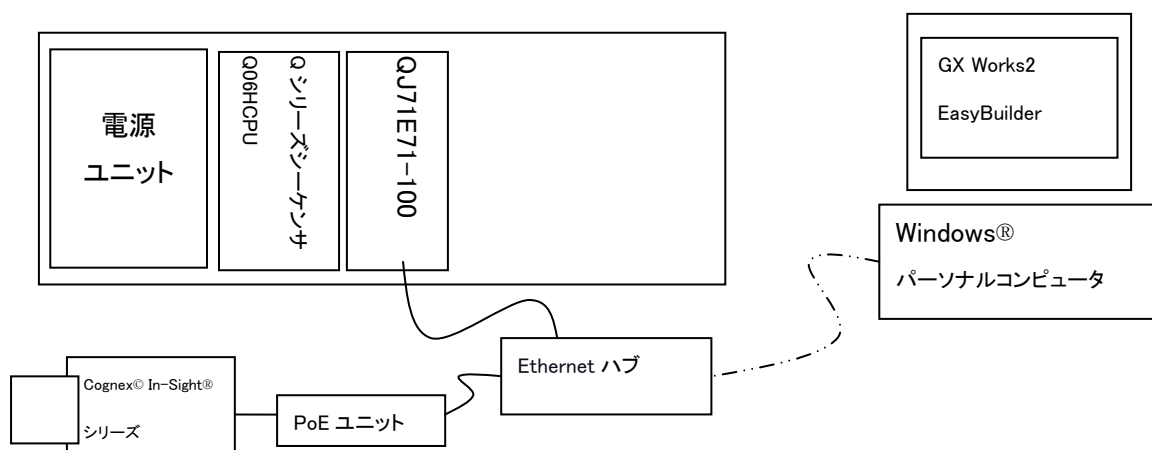 電源
ユニット
Q シリーズシーケンサ
Q06HCPU
QJ71E71-100
GX Works2
EasyBuilder
Windows®
パーソナルコンピュータ
Ethernet ハブ
Cognex© In-Sight®
シリーズ
PoE ユニット